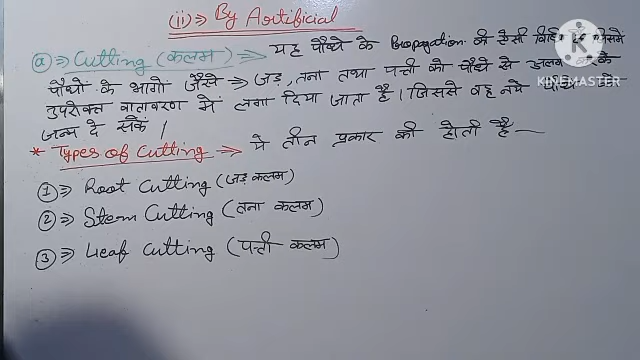 (ii)⇒ By Artificial
(a)⇒ Cutting (कलम) ⇒ यह पौधे के Propagation की ऐसी विधि है जिसमे
पौधो के भागो जैसे ⇒ जड़, तना तथा पत्ती को पौधे से अलग करके
उपरोक्त वातावरण में लगा दिया जाता है। जिससे वह नये पौधा को
जन्म दे सकें।
* Types of Cutting ⇒ ये तीन प्रकार की होती है—
(1)⇒ Root Cutting (जड़ कलम)
(2)⇒ Stem Cutting (तना कलम)
(3)⇒ Leaf Cutting (पत्ती कलम)
KINEMASTER